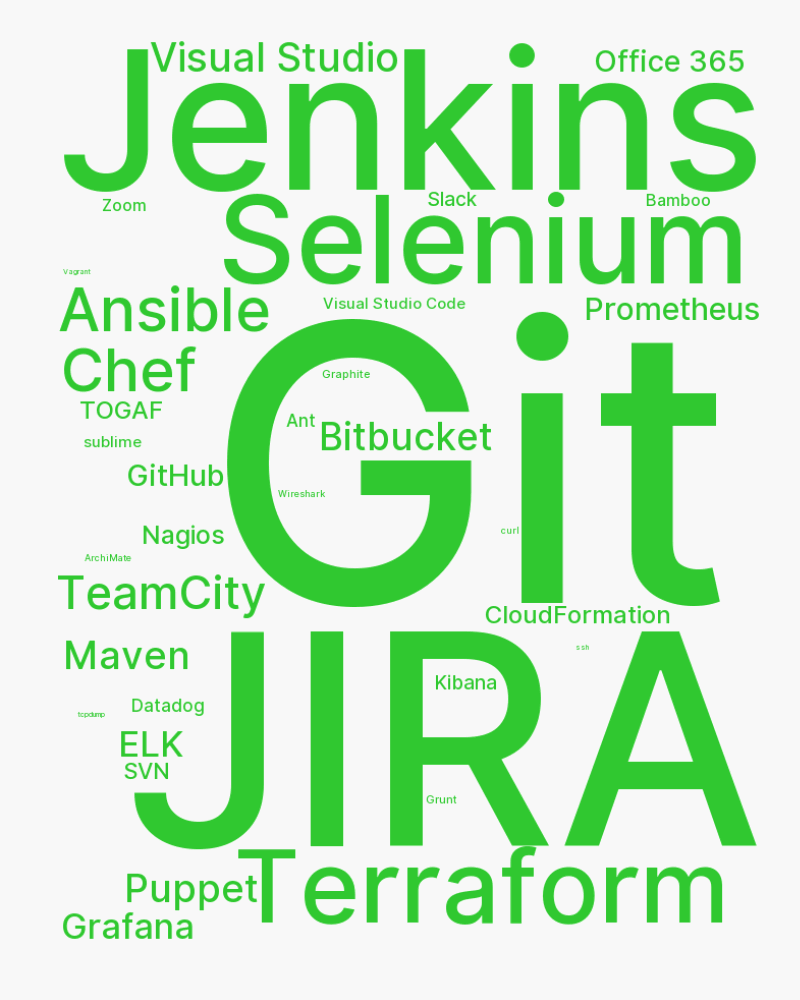 Visual Studio
Office 365
Jenkins
Zoom
Slack
Bamboo
Selenium
Vagrant
Ansible
Visual Studio Code
Prometheus
Chef
Graphite
TOGAF
Ant
Bitbucket
sublime
GitHub
Git
Wireshark
curl
Nagios
ArchiMate
TeamCity
CloudFormation
Maven
ssh
Kibana
Datadog
tcpdump
JIRA
ELK
SVN
Grunt
Puppet
Terraform
Grafana